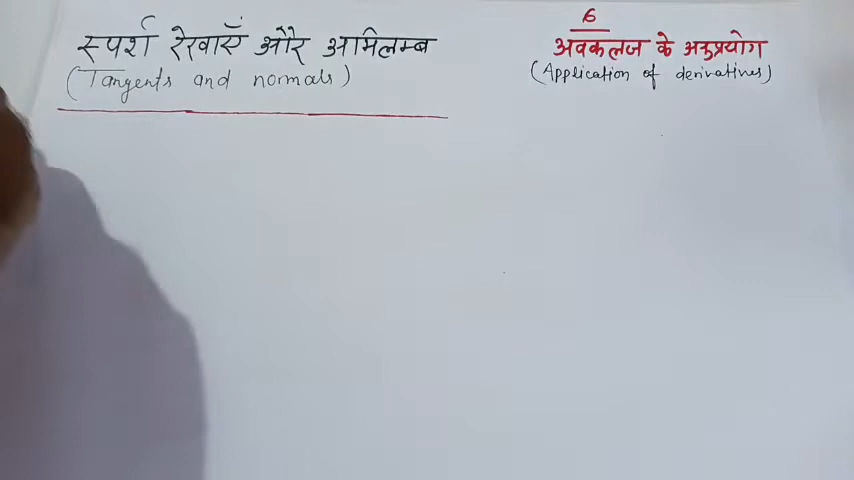 स्पर्श रेखाएँ और अभिलम्ब
(Tangents and normals)
6
अवकलज के अनुप्रयोग
(Application of derivatives)